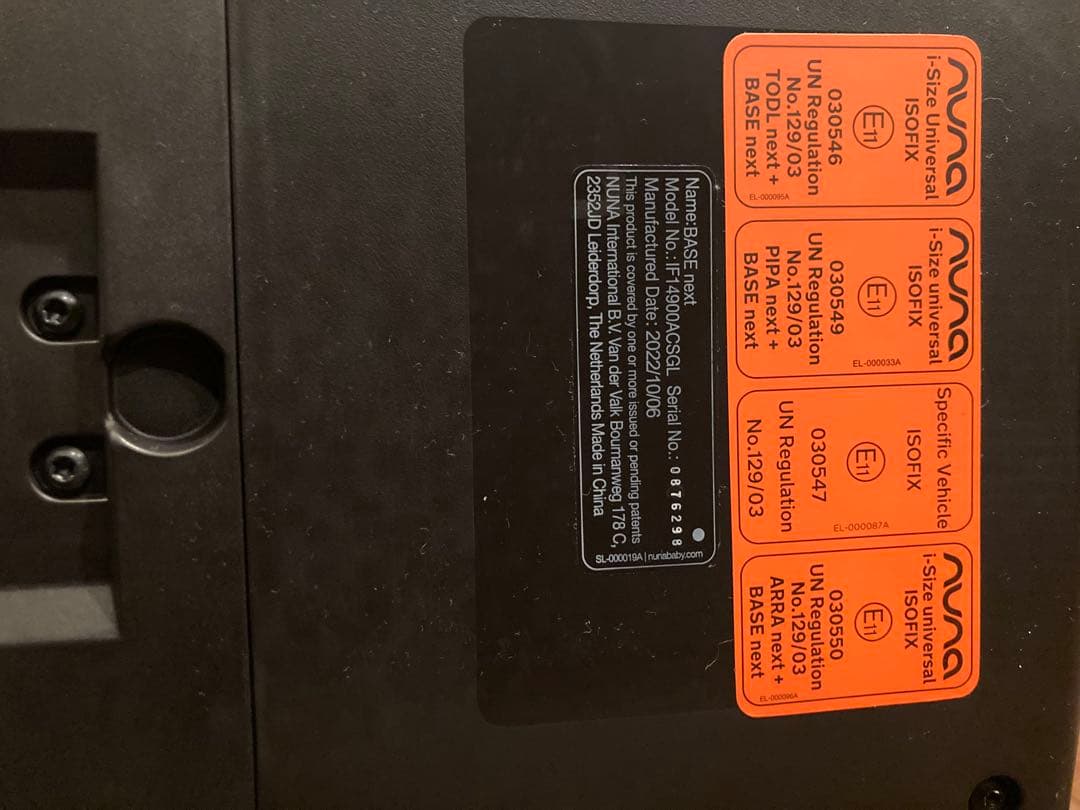 nuna
i-Size Universal
ISOFIX
E11
030546
UN Regulation
No.129/03
TODL next +
BASE next
EL-000095A
nuna
i-Size universal
ISOFIX
E11
030549
UN Regulation
No.129/03
PIPA next +
BASE next
EL-000033A
Specific Vehicle
ISOFIX
E11
030547
UN Regulation
No.129/03
EL-000087A
nuna
i-Size universal
ISOFIX
E11
030550
UN Regulation
No.129/03
ARRA next +
BASE next
EL-000096A
Name:BASE next
Model No.:IF14900ACSGL Serial No.: 0876298
Manufactured Date: 2022/10/06
This product is covered by one or more issued or pending patents
NUNA International B.V. Van der Valk Boumanweg 178 C,
2352JD Leiderdorp, The Netherlands Made in China
SL-000019A | nunababy.com